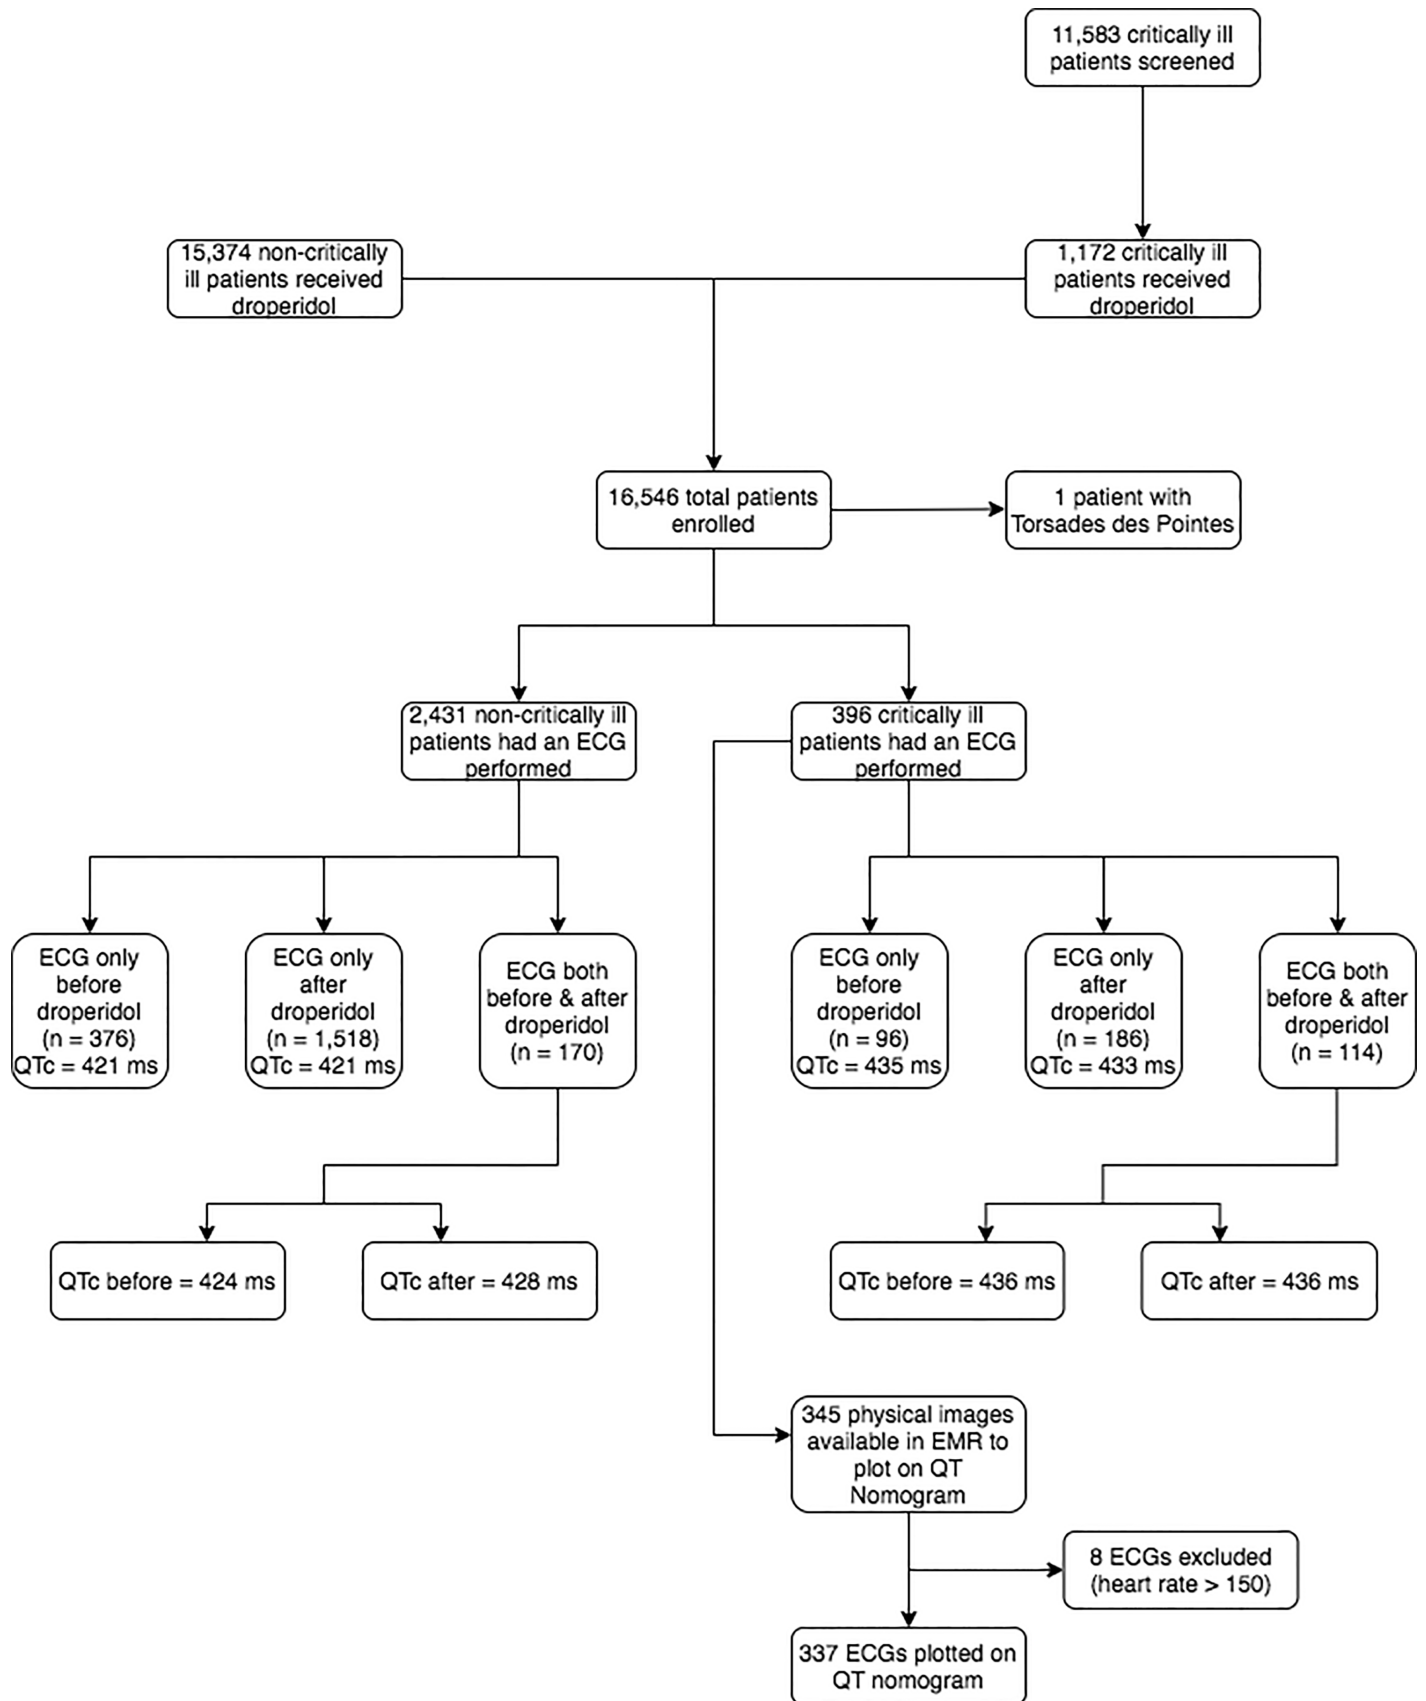 11,583 critically ill
patients screened
15,374 non-critically
ill patients received
droperidol
1,172 critically ill
patients received
droperidol
16,546 total patients
enrolled
1 patient with
Torsades des Pointes
2,431 non-critically ill
patients had an ECG
performed
396 critically ill
patients had an ECG
performed
ECG only
before
droperidol
(n = 376)
QTc = 421 ms
ECG only
after
droperidol
(n = 1,518)
QTc = 421 ms
ECG both
before & after
droperidol
(n = 170)
ECG only
before
droperidol
(n = 96)
QTc = 435 ms
ECG only
after
droperidol
(n = 186)
QTc = 433 ms
ECG both
before & after
droperidol
(n = 114)
QTc before = 424 ms
QTc after = 428 ms
QTc before = 436 ms
QTc after = 436 ms
345 physical images
available in EMR to
plot on QT
Nomogram
8 ECGs excluded
(heart rate > 150)
337 ECGs plotted on
QT nomogram